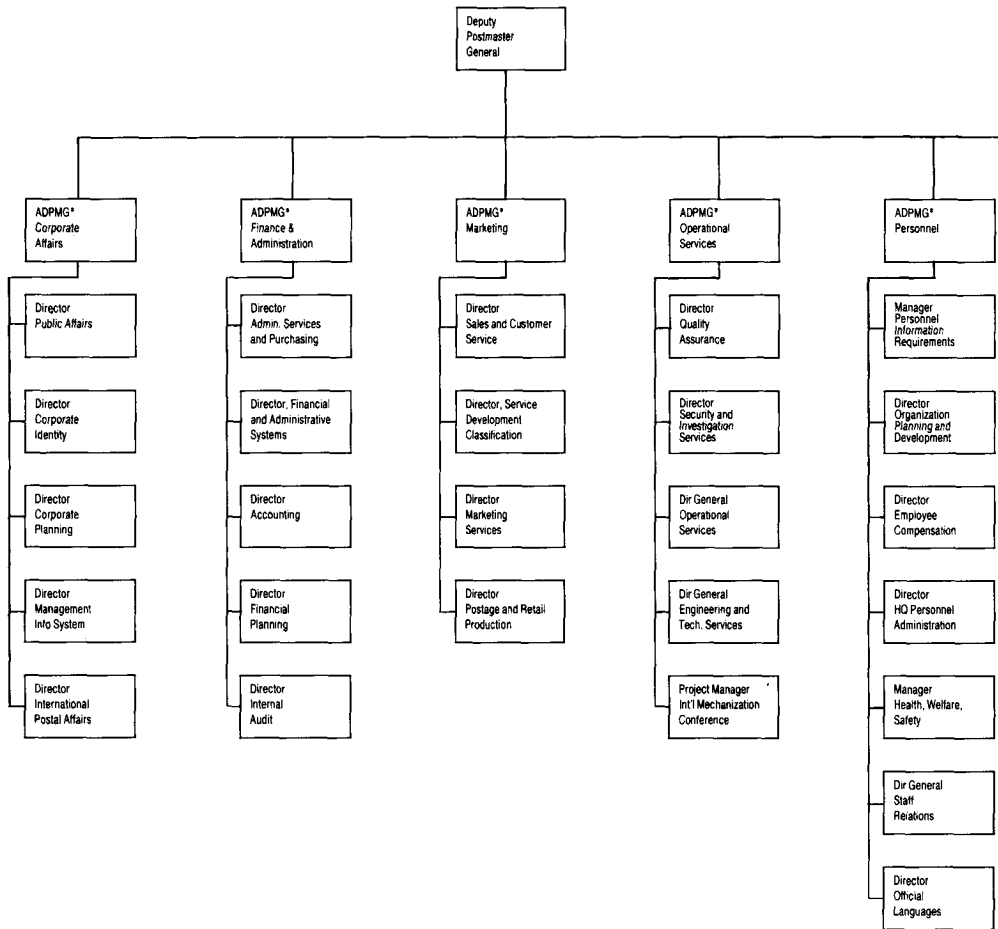 Deputy
Postmaster
General
ADPMG*
Corporate
Affairs
Director
Public Affairs
Director
Corporate
Identity
Director
Corporate
Planning
Director
Management
Info System
Director
International
Postal Affairs
ADPMG*
Finance &
Administration
Director
Admin. Services
and Purchasing
Director, Financial
and Administrative
Systems
Director
Accounting
Director
Financial
Planning
Director
Internal
Audit
ADPMG*
Marketing
Director
Sales and Customer
Service
Director, Service
Development
Classification
Director
Marketing
Services
Director
Postage and Retail
Production
ADPMG*
Operational
Services
Director
Quality
Assurance
Director
Security and
Investigation
Services
Dir General
Operational
Services
Dir General
Engineering and
Tech. Services
Project Manager
Int'l Mechanization
Conference
ADPMG*
Personnel
Manager
Personnel
Information
Requirements
Director
Organization
Planning and
Development
Director
Employee
Compensation
Director
HQ Personnel
Administration
Manager
Health, Welfare,
Safety
Dir General
Staff
Relations
Director
Official
Languages